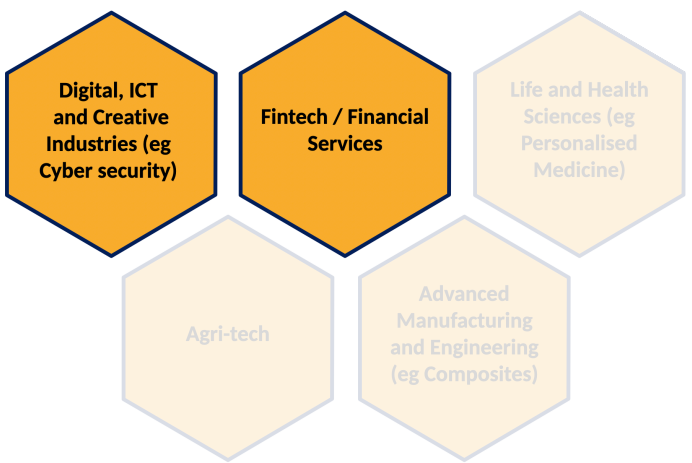 Digital, ICT
and Creative
Industries (eg
Cyber security)
Fintech / Financial
Services
Life and Health
Sciences (eg
Personalised
Medicine)
Agri-tech
Advanced
Manufacturing
and Engineering
(eg Composites)